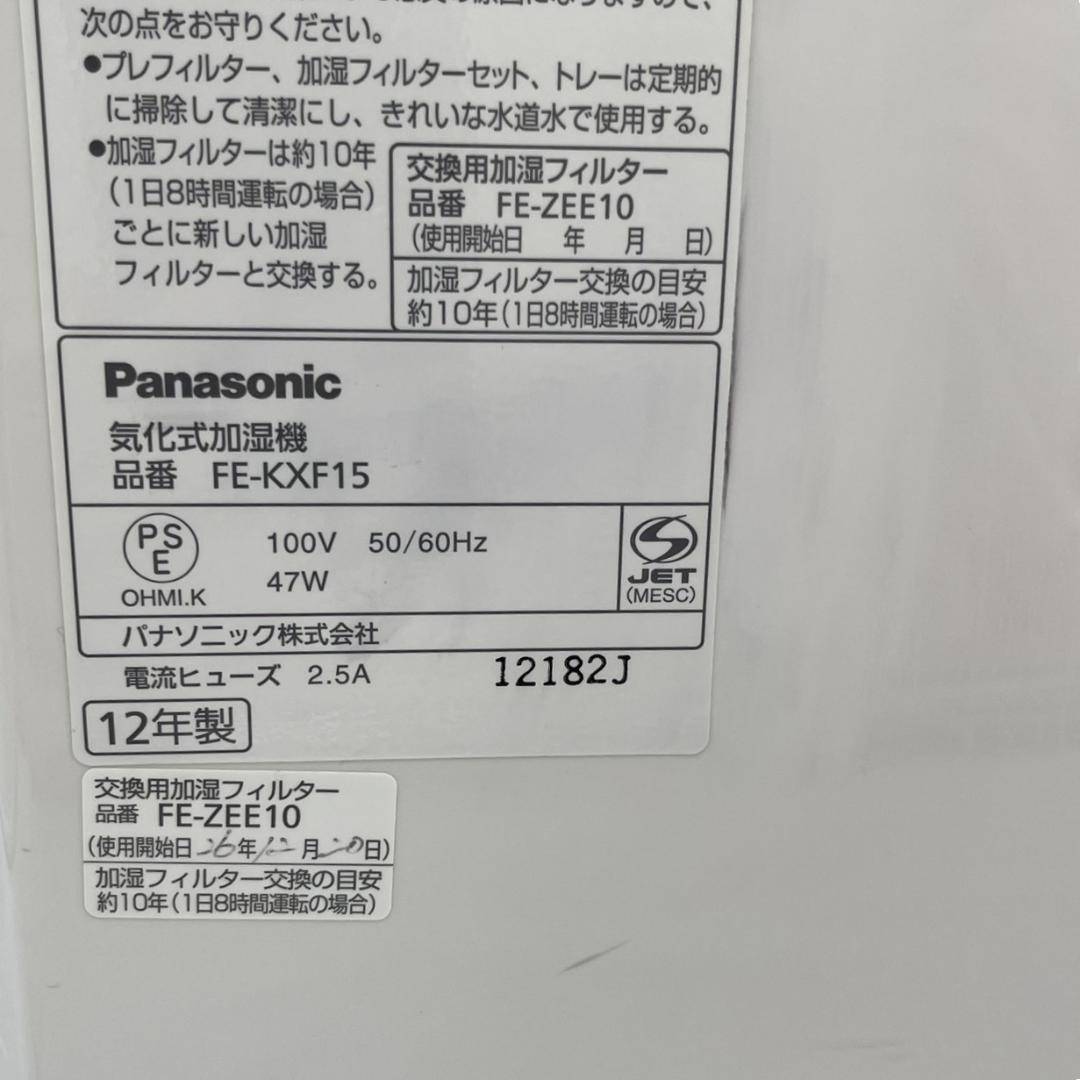 次の点をお守りください。
●プレフィルター、加湿フィルターセット、トレーは定期的
に掃除して清潔にし、きれいな水道水で使用する。
●加湿フィルターは約10年
(1日8時間運転の場合)
ごとに新しい加湿
フィルターと交換する。
交換用加湿フィルター
品番 FE-ZEE10
(使用開始日 年 月 日)
加湿フィルター交換の目安
約10年(1日8時間運転の場合)
Panasonic
気化式加湿機
品番 FE-KXF15
PS
E
OHMI.K
100V 50/60Hz
47W
S
JET
(MESC)
パナソニック株式会社
電流ヒューズ 2.5A
12182J
12年製
交換用加湿フィルター
品番 FE-ZEE10
(使用開始日 26年12月20日)
加湿フィルター交換の目安
約10年(1日8時間運転の場合)